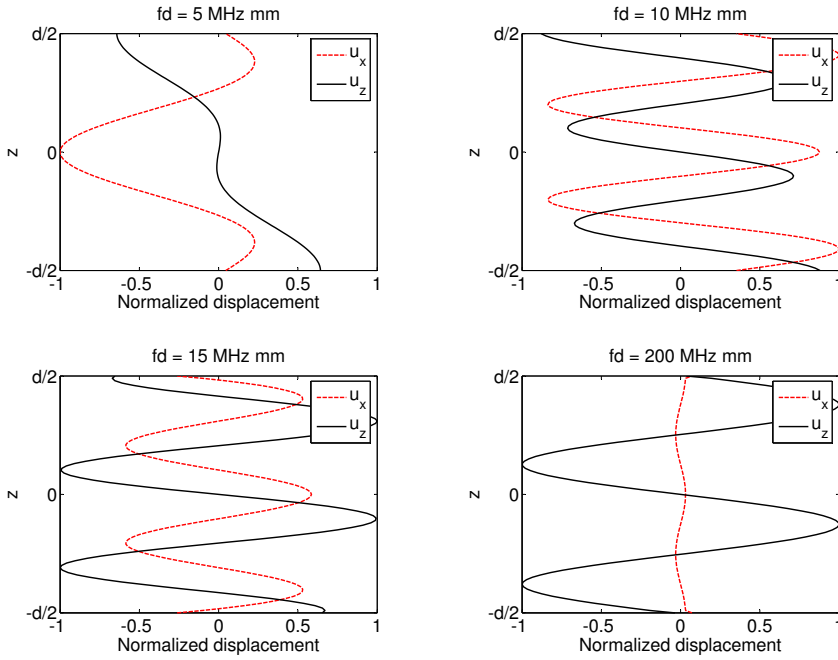 fd = 5 MHz mm
d/2
0
-d/2
z
-1
-0.5
0
0.5
1
Normalized displacement
u_x
u_z
fd = 10 MHz mm
d/2
0
-d/2
z
-1
-0.5
0
0.5
1
Normalized displacement
u_x
u_z
fd = 15 MHz mm
d/2
0
-d/2
z
-1
-0.5
0
0.5
1
Normalized displacement
u_x
u_z
fd = 200 MHz mm
d/2
0
-d/2
z
-1
-0.5
0
0.5
1
Normalized displacement
u_x
u_z